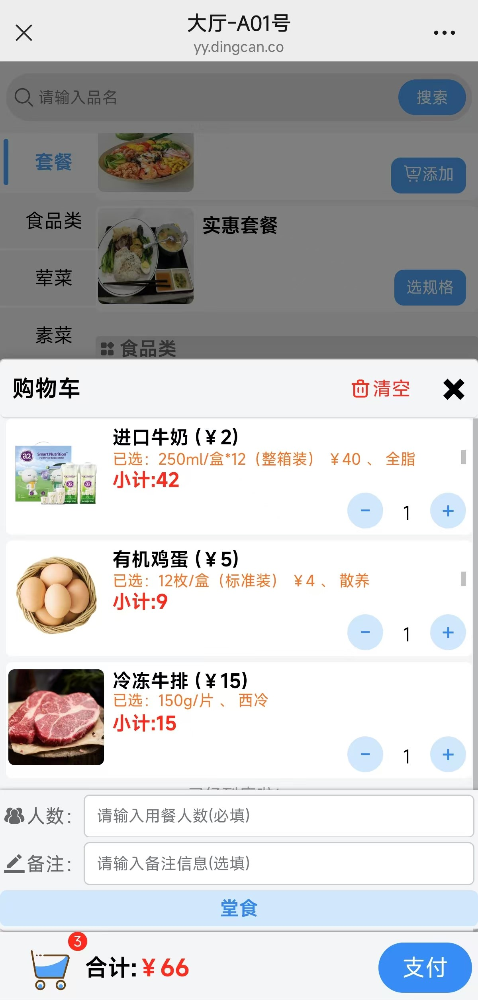 大厅-A01号
yy.dingcan.co
请输入品名
搜索
套餐
添加
食品类
实惠套餐
荤菜
选规格
素菜
食品类
购物车
清空
进口牛奶 (¥2)
已选：250ml/盒*12（整箱装） ¥40 、 全脂
小计:42
a2 Smart Nutrition™
FORTIFIED MILK DRINK
a2
a2
- 1 +
有机鸡蛋 (¥5)
已选：12枚/盒（标准装） ¥4 、 散养
小计:9
- 1 +
冷冻牛排 (¥15)
已选：150g/片 、 西冷
小计:15
- 1 +
人数：
请输入用餐人数(必填)
备注：
请输入备注信息(选填)
堂食
3
合计:¥66
支付